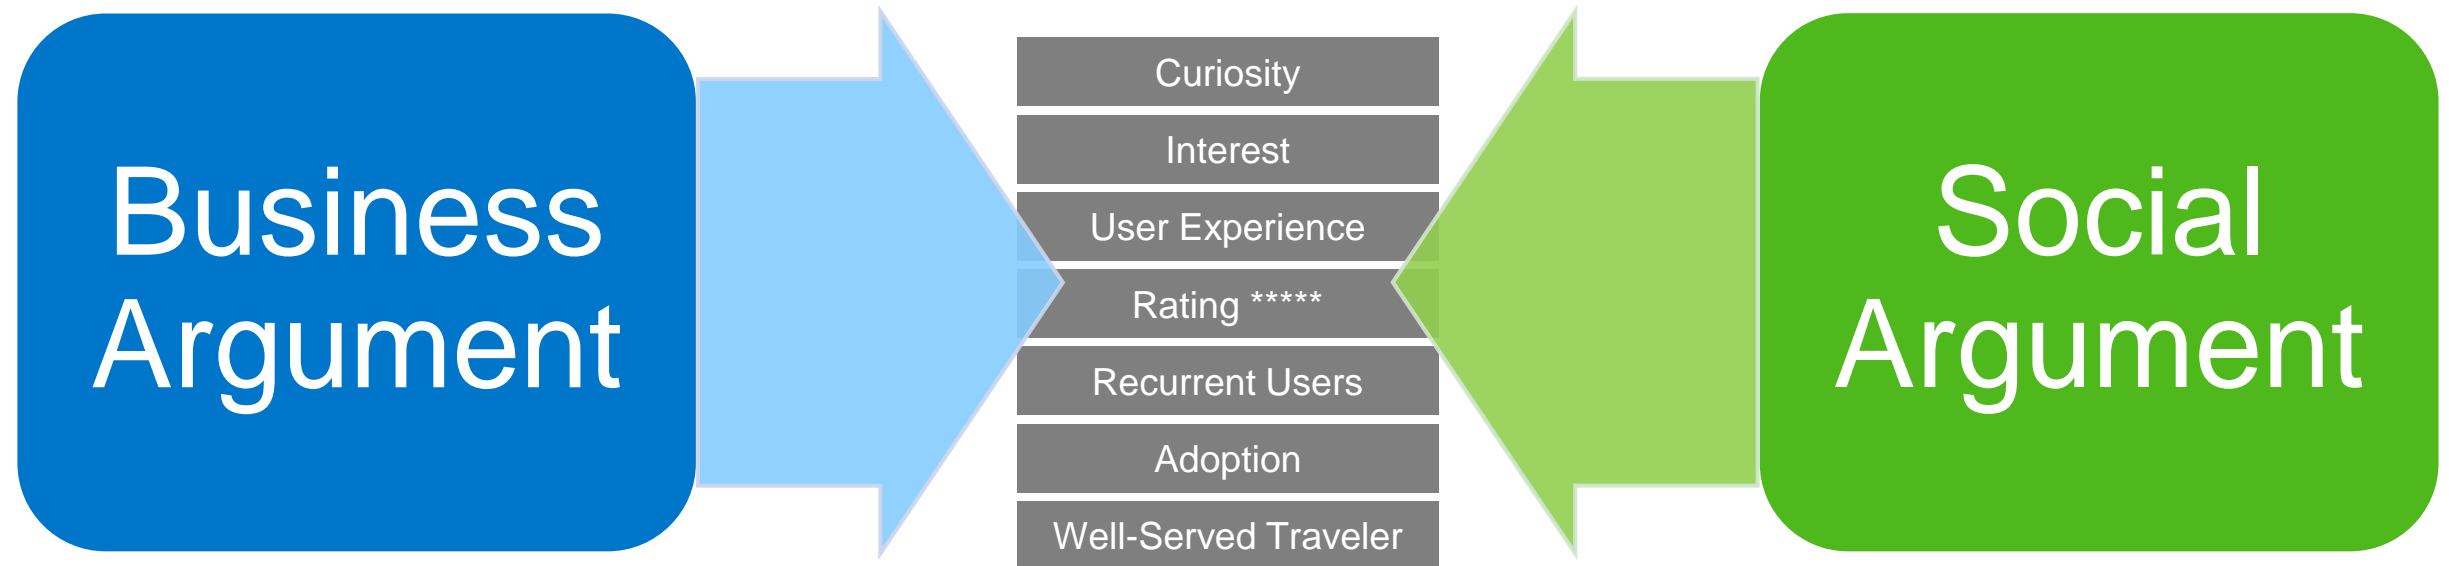 Business
Argument
Curiosity
Interest
User Experience
Rating *****
Recurrent Users
Adoption
Well-Served Traveler
Social
Argument